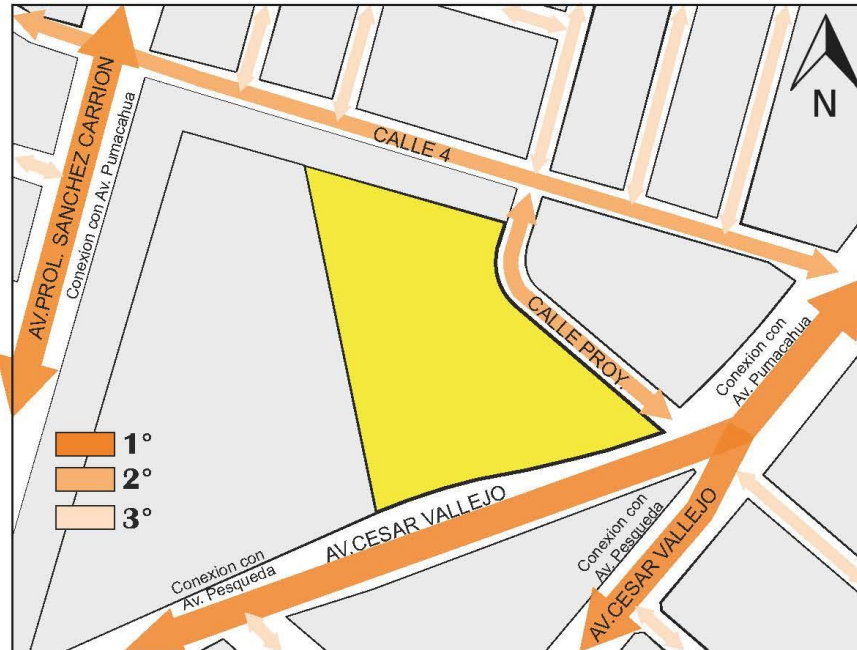 N
CALLE 4
AV.PROL. SANCHEZ CARRION
Conexion con Av. Pumacahua
CALLE PROY.
Conexion con
Av. Pumacahua
1°
2°
3°
AV.CESAR VALLEJO
Conexion con
Av. Pesqueda
Conexion con
Av. Pesqueda
AV.CESAR VALLEJO